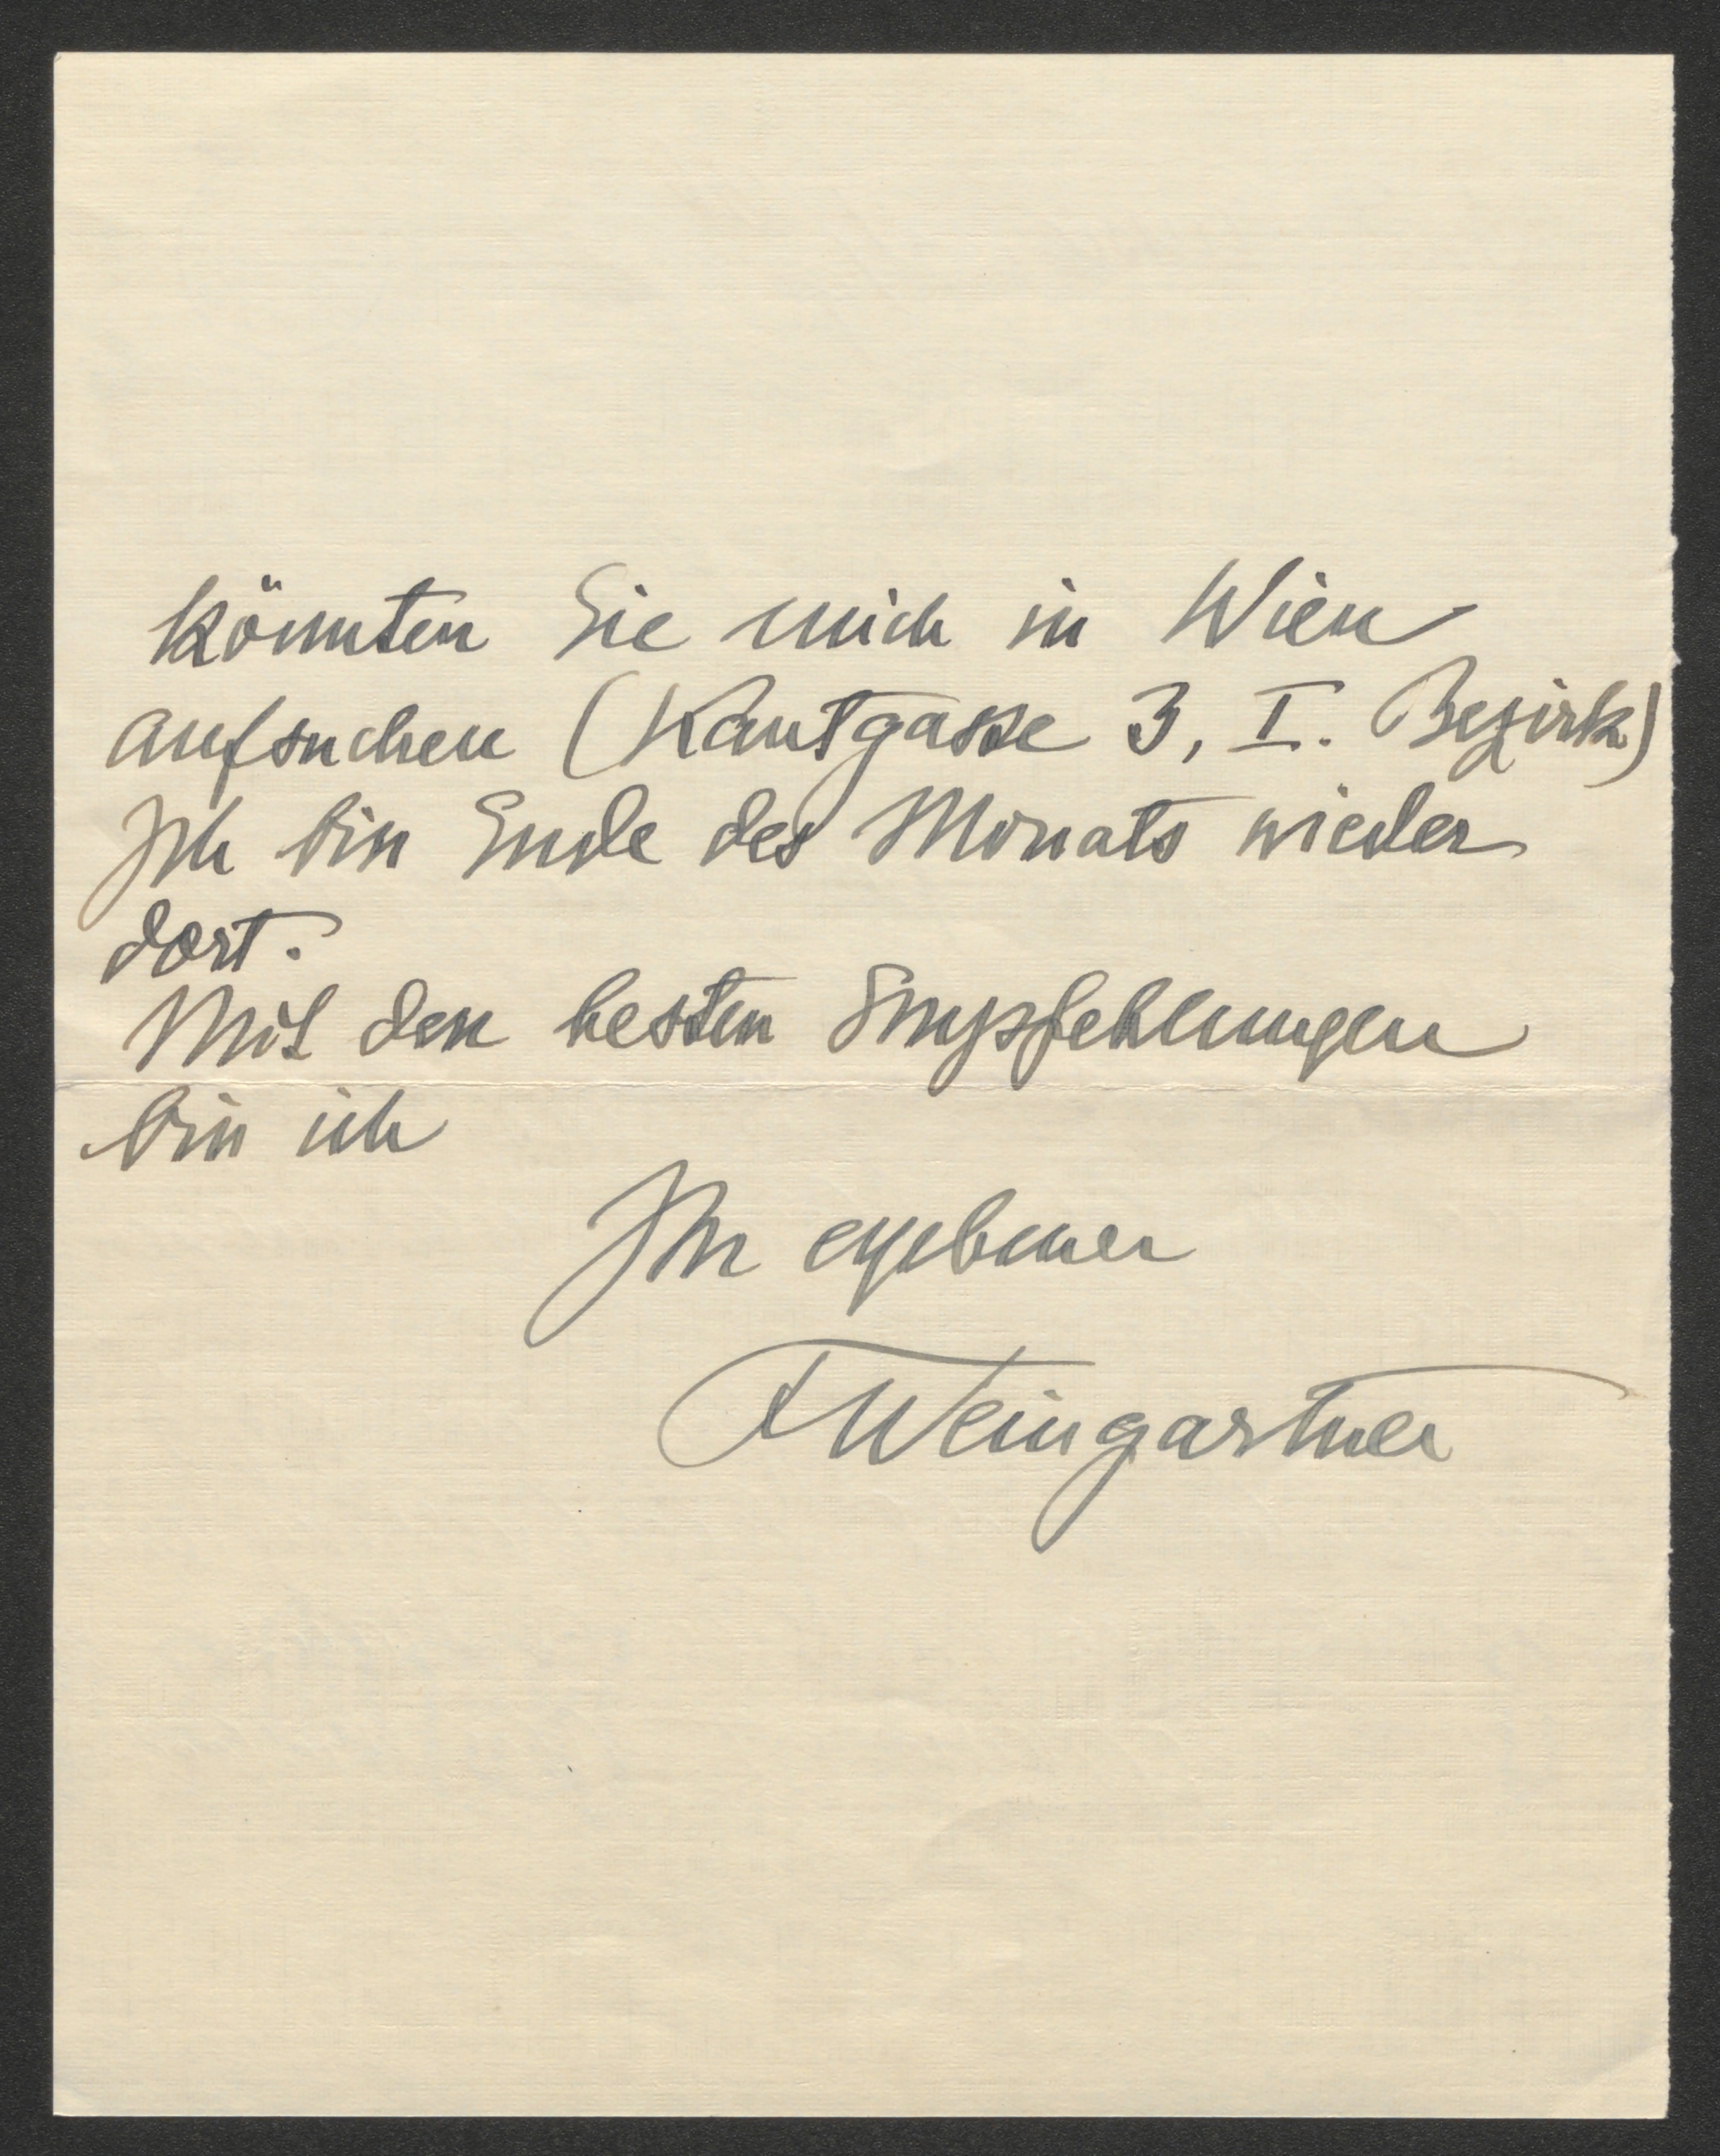 könnten Sie mich in Wien
aufsuchen (Kantgasse 3, I. Bezirk)
Ich bin Ende des Monats wieder
dort.
Mit den besten Empfehlungen
bin ich
Ihr ergebener
F Weingartner